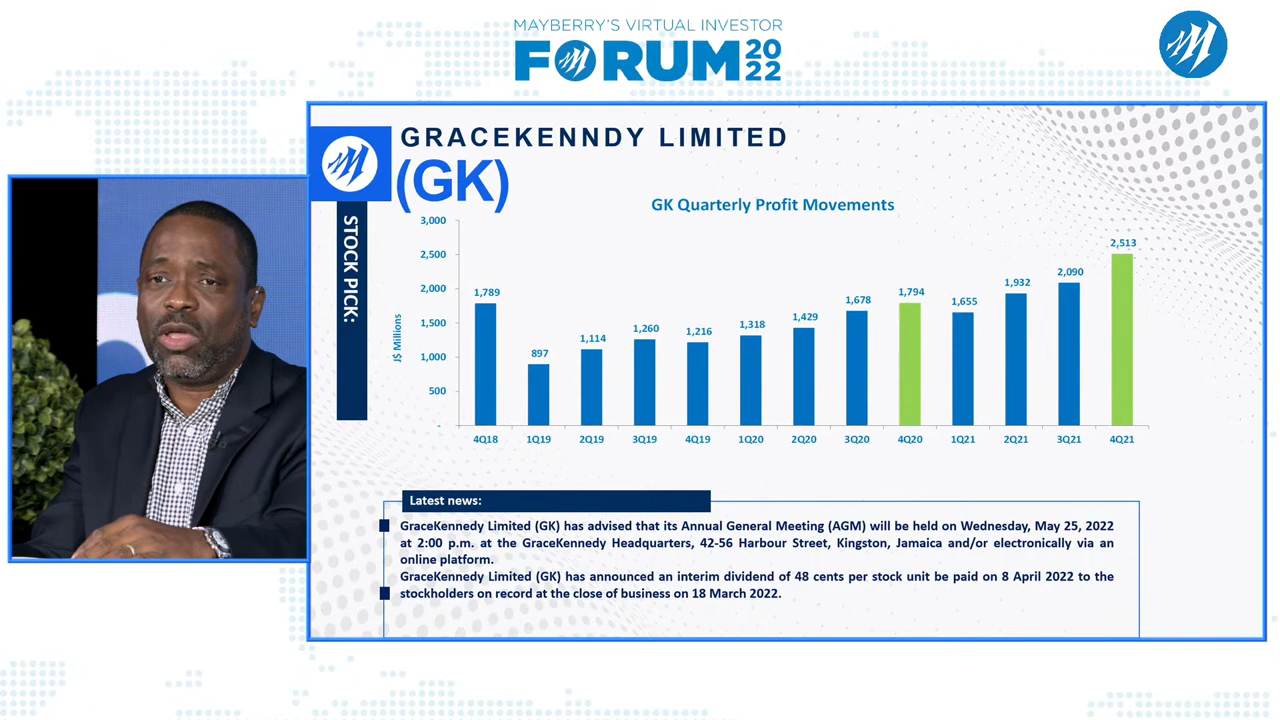 MAYBERRY'S VIRTUAL INVESTOR
FORUM 20
22
GRACEKENNDY LIMITED
(GK)
STOCK PICK:
GK Quarterly Profit Movements
J$ Millions
3,000
2,500
2,000
1,500
1,000
500
-
1,789
897
1,114
1,260
1,216
1,318
1,429
1,678
1,794
1,655
1,932
2,090
2,513
4Q18 1Q19 2Q19 3Q19 4Q19 1Q20 2Q20 3Q20 4Q20 1Q21 2Q21 3Q21 4Q21
Latest news:
GraceKennedy Limited (GK) has advised that its Annual General Meeting (AGM) will be held on Wednesday, May 25, 2022
at 2:00 p.m. at the GraceKennedy Headquarters, 42-56 Harbour Street, Kingston, Jamaica and/or electronically via an
online platform.
GraceKennedy Limited (GK) has announced an interim dividend of 48 cents per stock unit be paid on 8 April 2022 to the
stockholders on record at the close of business on 18 March 2022.